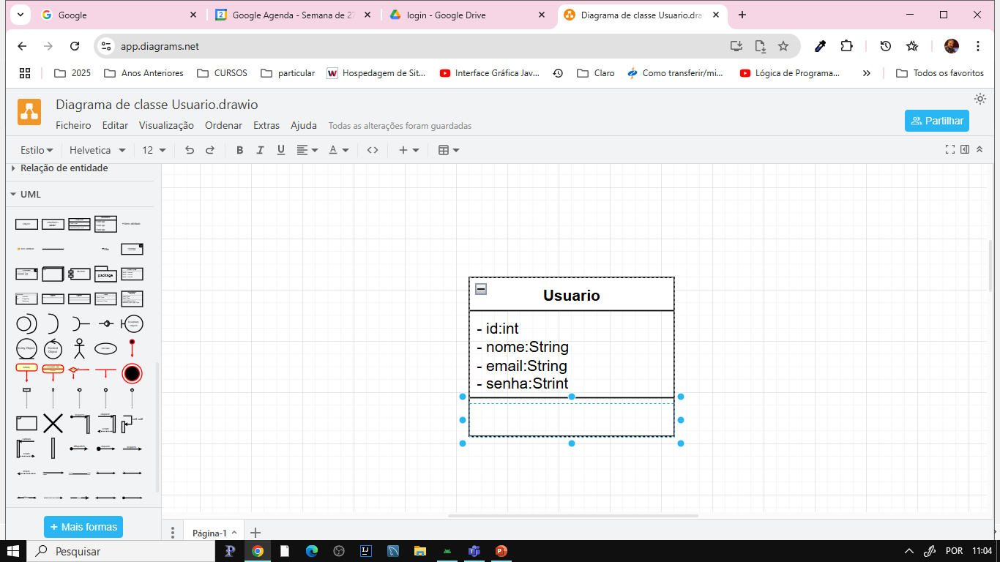 Google
Google Agenda - Semana de 27
login - Google Drive
Diagrama de classe Usuario.dra
app.diagrams.net
2025
Anos Anteriores
CURSOS
particular
Hospedagem de Sit...
Interface Gráfica Jav...
Claro
Como transferir/mi...
Lógica de Programa...
Todos os favoritos
Diagrama de classe Usuario.drawio
Ficheiro Editar Visualização Ordenar Extras Ajuda Todas as alterações foram guardadas
Partilhar
Estilo Helvetica 12 B I U A
Relação de entidade
UML
package
Usuario
- id:int
- nome:String
- email:String
- senha:Strint
+ Mais formas
Página-1
Pesquisar
POR 11:04